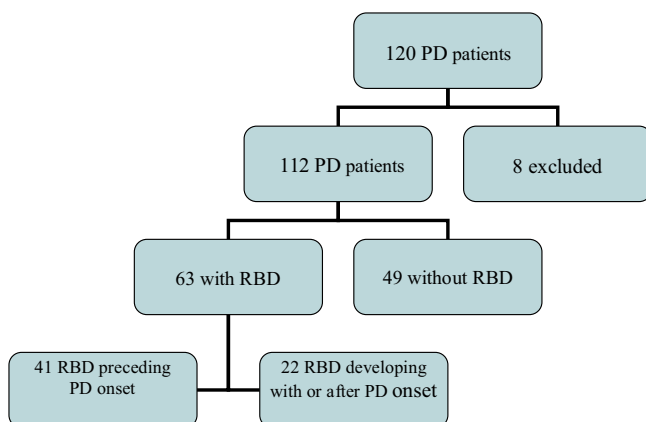 120 PD patients
112 PD patients
8 excluded
63 with RBD
49 without RBD
41 RBD preceding
PD onset
22 RBD developing
with or after PD onset